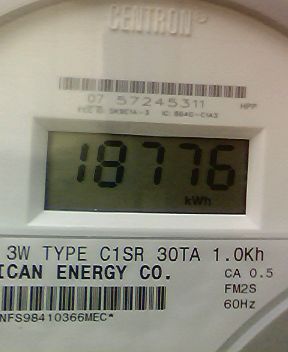 CENTRON®
07 57245311
HPP
18776
kWh
3W TYPE C1SR 30TA 1.0Kh
ICAN ENERGY CO.
CA 0.5
FM2S
60Hz
NFS98410366MEC*